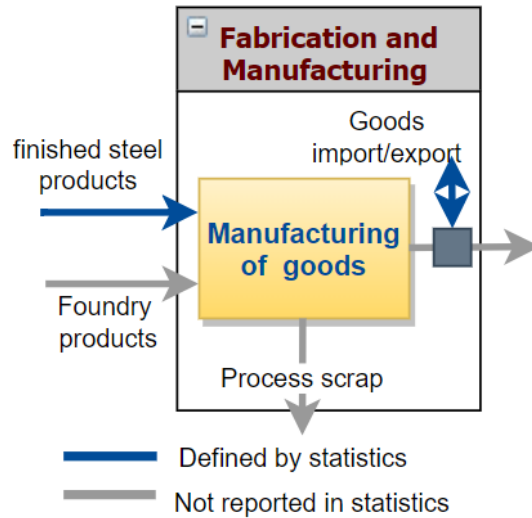 Fabrication and
Manufacturing
Goods
import/export
finished steel
products
Manufacturing
of goods
Foundry
products
Process scrap
Defined by statistics
Not reported in statistics